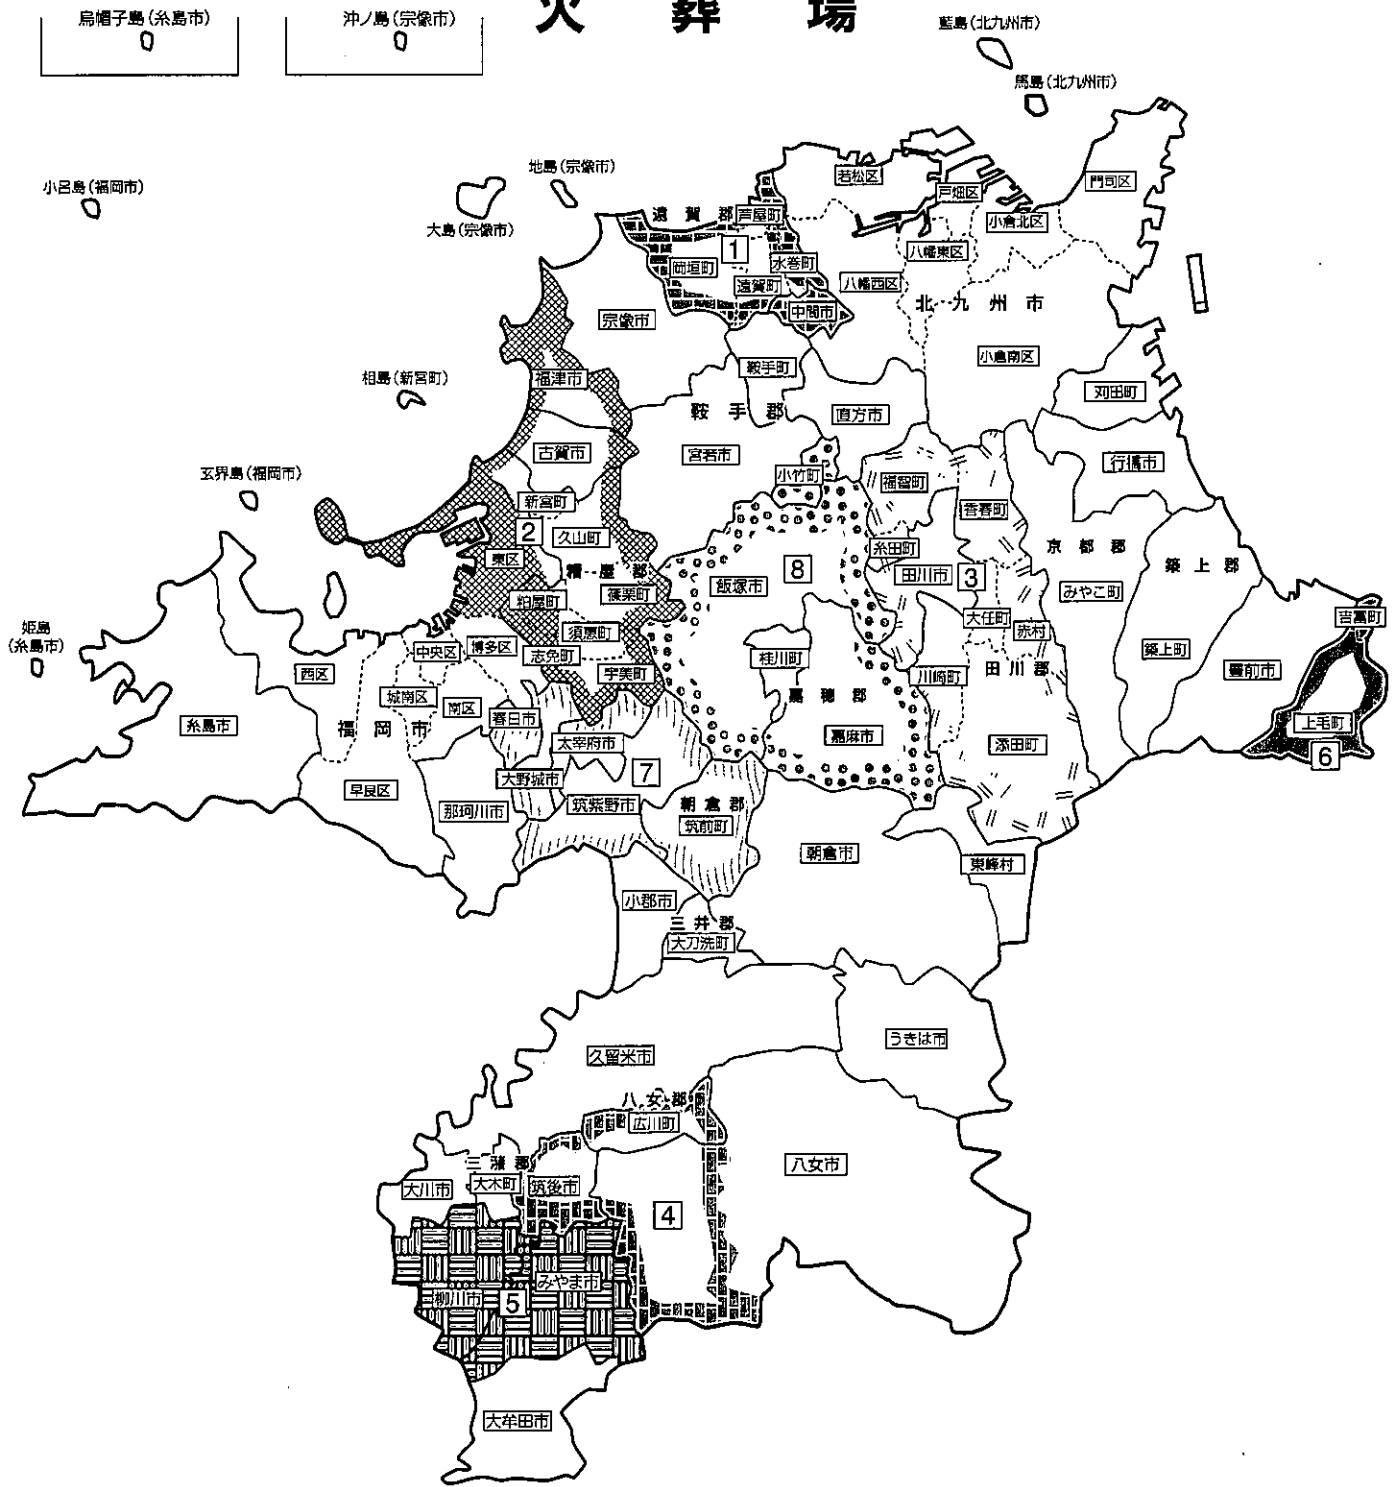 火葬場
烏帽子島(糸島市)
沖ノ島(宗像市)
藍島(北九州市)
馬島(北九州市)
小呂島(福岡市)
地島(宗像市)
大島(宗像市)
若松区
戸畑区
門司区
遠賀郡
芦屋町
小倉北区
1
八幡東区
岡垣町
水巻町
遠賀町
八幡西区
中間市
北九州市
宗像市
小倉南区
鞍手町
相島(新宮町)
福津市
苅田町
鞍手郡
直方市
古賀市
宮若市
行橋市
玄界島(福岡市)
小竹町
福智町
新宮町
香春町
2
久山町
糸田町
京都郡
東区
糟屋郡
8
田川市
3
築上郡
飯塚市
みやこ町
粕屋町
篠栗町
吉富町
姫島
(糸島市)
須恵町
大任町
赤村
中央区
博多区
志免町
桂川町
築上町
西区
宇美町
川崎町
田川郡
豊前市
城南区
南区
嘉穂郡
糸島市
福岡市
春日市
上毛町
太宰府市
嘉麻市
添田町
6
大野城市
7
早良区
那珂川市
筑紫野市
朝倉郡
筑前町
朝倉市
東峰村
小郡市
三井郡
大刀洗町
うきは市
久留米市
八女郡
広川町
三潴郡
八女市
大川市
大木町
筑後市
4
みやま市
柳川市
5
大牟田市